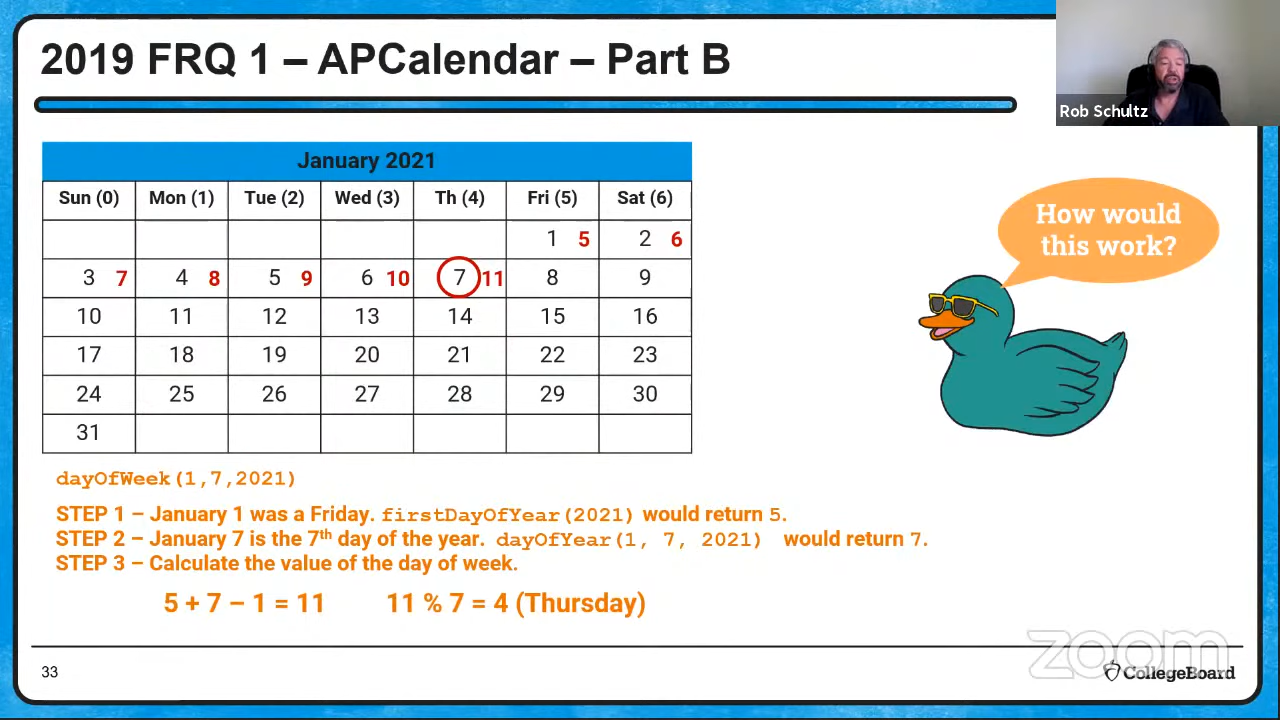 2019 FRQ 1 – APCalendar – Part B
Rob Schultz
January 2021
Sun (0) Mon (1) Tue (2) Wed (3) Th (4) Fri (5) Sat (6)
1 5 2 6
3 7 4 8 5 9 6 10 7 11 8 9
10 11 12 13 14 15 16
17 18 19 20 21 22 23
24 25 26 27 28 29 30
31
How would
this work?
dayOfWeek(1,7,2021)
STEP 1 – January 1 was a Friday. firstDayOfYear(2021) would return 5.
STEP 2 – January 7 is the 7th day of the year. dayOfYear(1, 7, 2021) would return 7.
STEP 3 – Calculate the value of the day of week.
5 + 7 – 1 = 11 11 % 7 = 4 (Thursday)
zoom
33
CollegeBoard